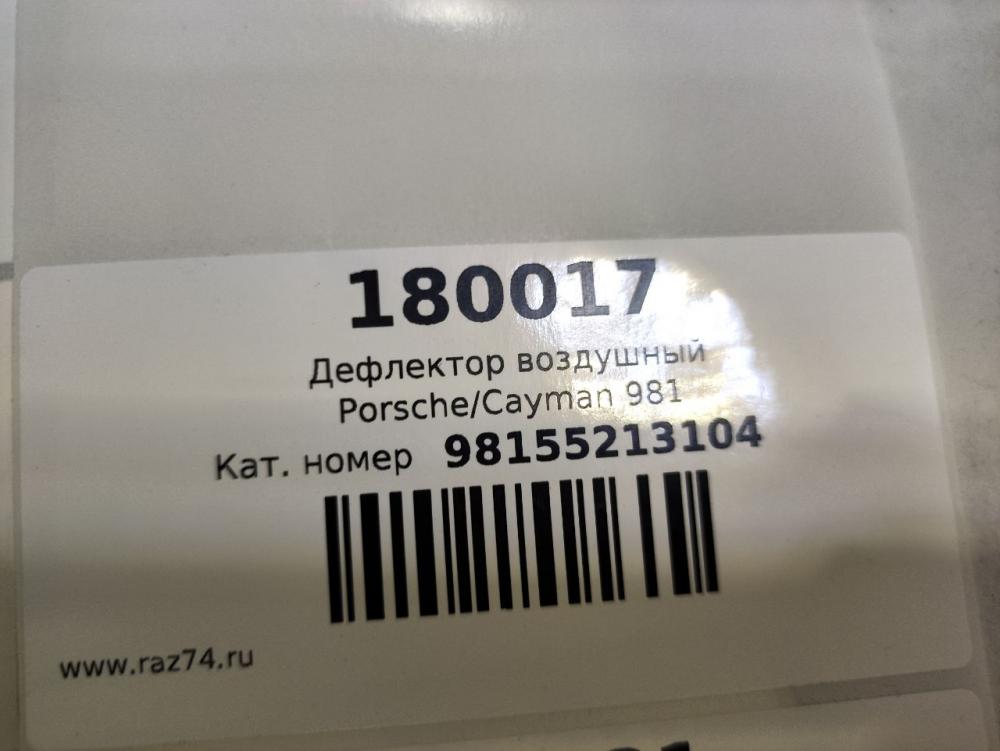 180017
Дефлектор воздушный
Porsche/Cayman 981
Кат. номер 98155213104
www.raz74.ru